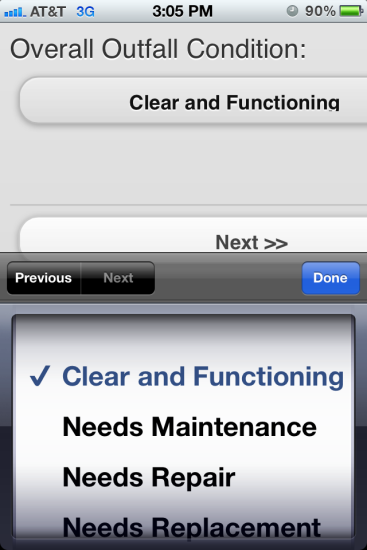 AT&T 3G 3:05 PM 90%
Overall Outfall Condition:
Clear and Functioning
Next >>
Previous Next Done
✓ Clear and Functioning
Needs Maintenance
Needs Repair
Needs Replacement